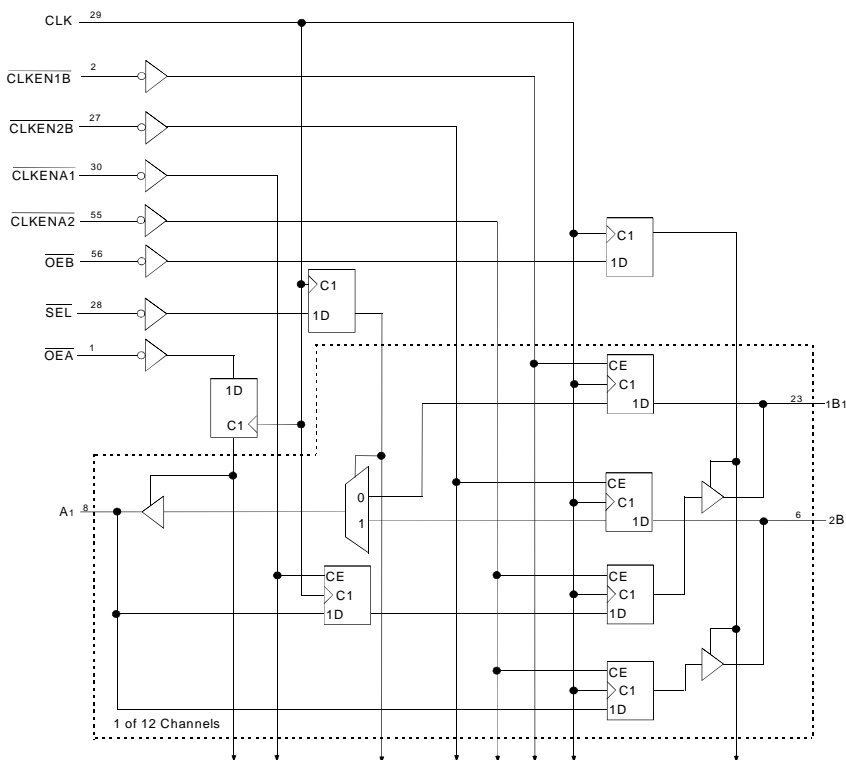 CLK 29
CLKEN1B 2
CLKEN2B 27
CLKENA1 30
CLKENA2 55
C1
OEB 56
1D
C1
SEL 28
1D
OEA 1
CE
1D
C1
1D 23 1B1
C1
CE
0
C1
A1 8
1
1D 6 2B
CE
CE
C1
C1
1D
1D
CE
C1
1D
1 of 12 Channels